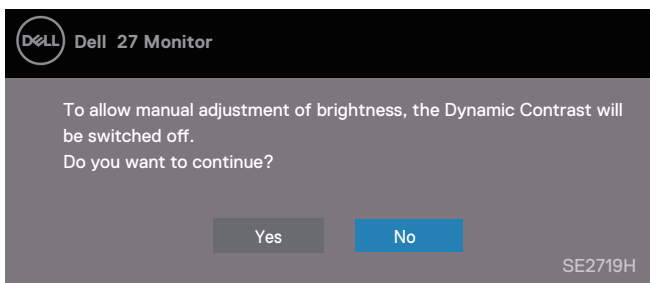 DELL Dell 27 Monitor
To allow manual adjustment of brightness, the Dynamic Contrast will
be switched off.
Do you want to continue?
Yes No
SE2719H